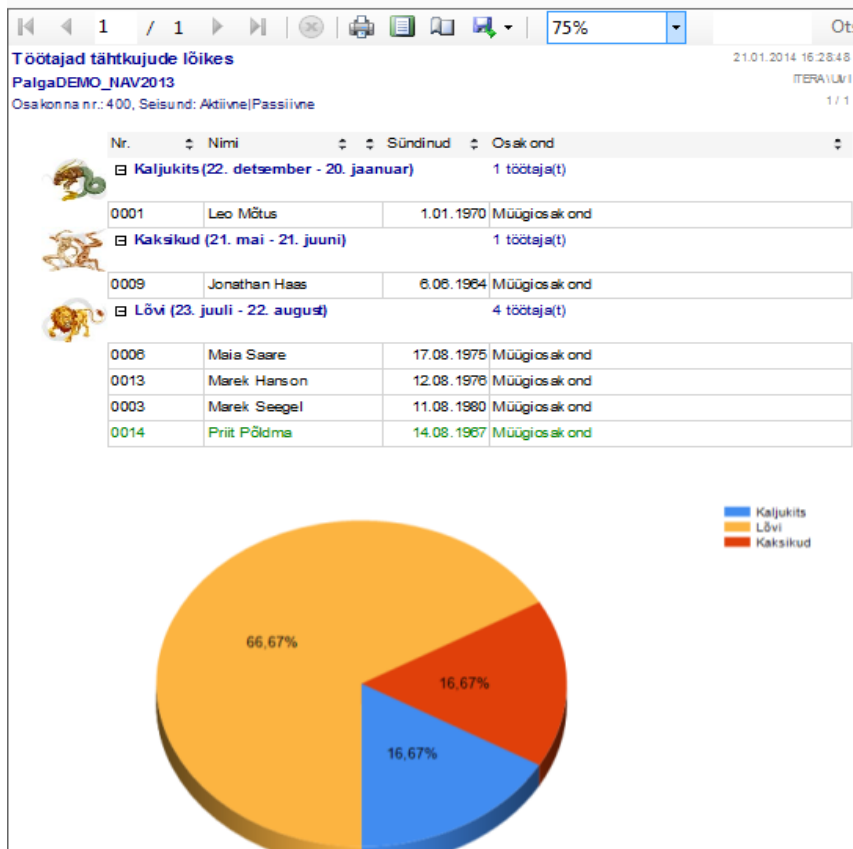 1 / 1 75% Ots
Töötajad tähtkujude lõikes 21.01.2014 16:28:48
PalgaDEMO_NAV2013
Osakonna nr.: 400, Seisund: Aktiivne|Passiivne 1 / 1
Nr. Nimi Sündinud Osakond
Kaljukits (22. detsember - 20. jaanuar) 1 töötaja(t)
0001 Leo Mõtus 1.01.1970 Müügiosakond
Kaksikud (21. mai - 21. juuni) 1 töötaja(t)
0009 Jonathan Haas 6.06.1964 Müügiosakond
Lõvi (23. juuli - 22. august) 4 töötaja(t)
0006 Maia Saare 17.08.1975 Müügiosakond
0013 Marek Hanson 12.08.1976 Müügiosakond
0003 Marek Seegel 11.08.1980 Müügiosakond
0014 Priit Põldma 14.08.1967 Müügiosakond
Kaljukits
Lõvi
Kaksikud
66,67%
16,67%
16,67%